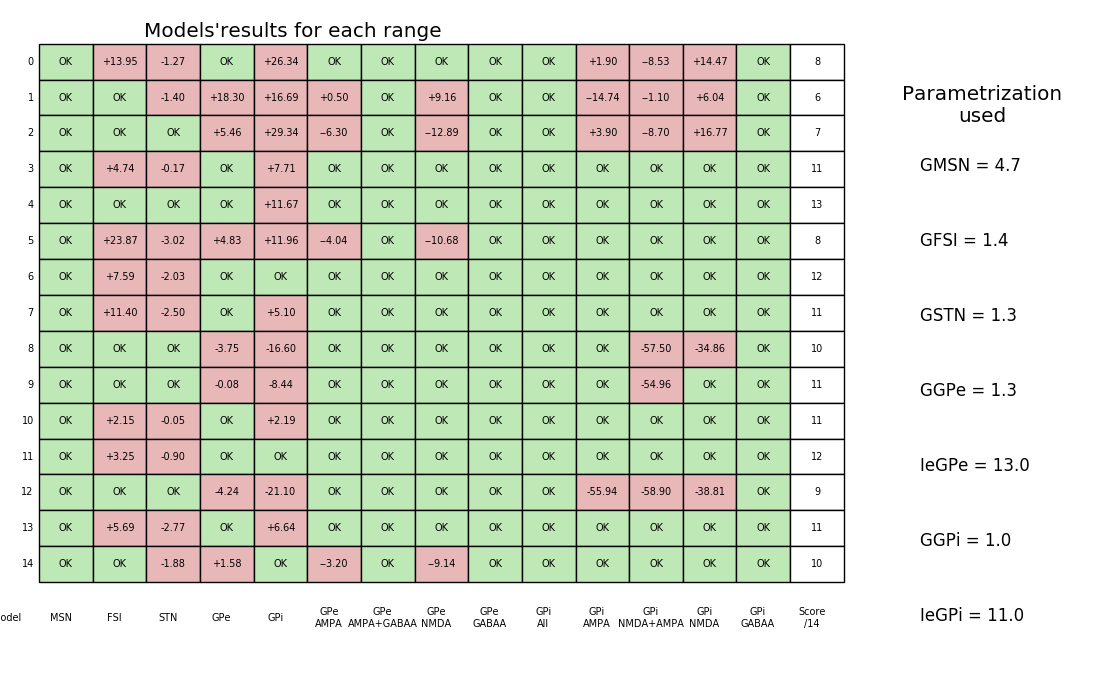 Models'results for each range
0 OK +13.95 -1.27 OK +26.34 OK OK OK OK OK +1.90 −8.53 +14.47 OK 8
1 OK OK -1.40 +18.30 +16.69 +0.50 OK +9.16 OK OK −14.74 −1.10 +6.04 OK 6
2 OK OK OK +5.46 +29.34 −6.30 OK −12.89 OK OK +3.90 −8.70 +16.77 OK 7
3 OK +4.74 -0.17 OK +7.71 OK OK OK OK OK OK OK OK OK 11
4 OK OK OK OK +11.67 OK OK OK OK OK OK OK OK OK 13
5 OK +23.87 -3.02 +4.83 +11.96 −4.04 OK −10.68 OK OK OK OK OK OK 8
6 OK +7.59 -2.03 OK OK OK OK OK OK OK OK OK OK OK 12
7 OK +11.40 -2.50 OK +5.10 OK OK OK OK OK OK OK OK OK 11
8 OK OK OK -3.75 -16.60 OK OK OK OK OK OK -57.50 -34.86 OK 10
9 OK OK OK -0.08 -8.44 OK OK OK OK OK OK -54.96 OK OK 11
10 OK +2.15 -0.05 OK +2.19 OK OK OK OK OK OK OK OK OK 11
11 OK +3.25 -0.90 OK OK OK OK OK OK OK OK OK OK OK 12
12 OK OK OK -4.24 -21.10 OK OK OK OK OK -55.94 -58.90 -38.81 OK 9
13 OK +5.69 -2.77 OK +6.64 OK OK OK OK OK OK OK OK OK 11
14 OK OK -1.88 +1.58 OK −3.20 OK −9.14 OK OK OK OK OK OK 10
odel MSN FSI STN GPe GPi GPe GPe GPe GPe GPi GPi GPi GPi GPi Score
AMPA AMPA+GABAA NMDA GABAA All AMPA NMDA+AMPA NMDA GABAA /14
Parametrization
used
GMSN = 4.7
GFSI = 1.4
GSTN = 1.3
GGPe = 1.3
IeGPe = 13.0
GGPi = 1.0
IeGPi = 11.0